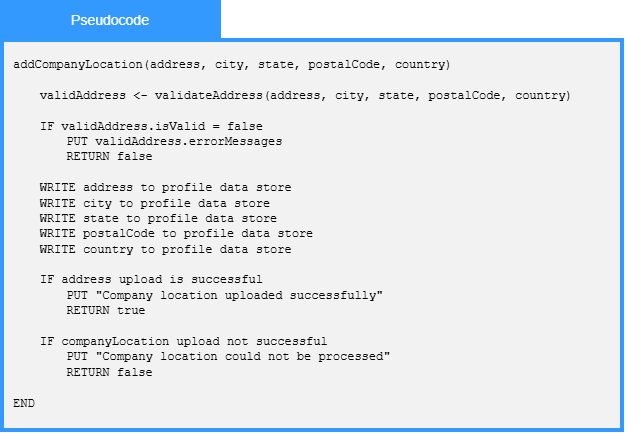 Pseudocode
addCompanyLocation(address, city, state, postalCode, country)
validAddress <- validateAddress(address, city, state, postalCode, country)
IF validAddress.isValid = false
PUT validAddress.errorMessages
RETURN false
WRITE address to profile data store
WRITE city to profile data store
WRITE state to profile data store
WRITE postalCode to profile data store
WRITE country to profile data store
IF address upload is successful
PUT "Company location uploaded successfully"
RETURN true
IF companyLocation upload not successful
PUT "Company location could not be processed"
RETURN false
END